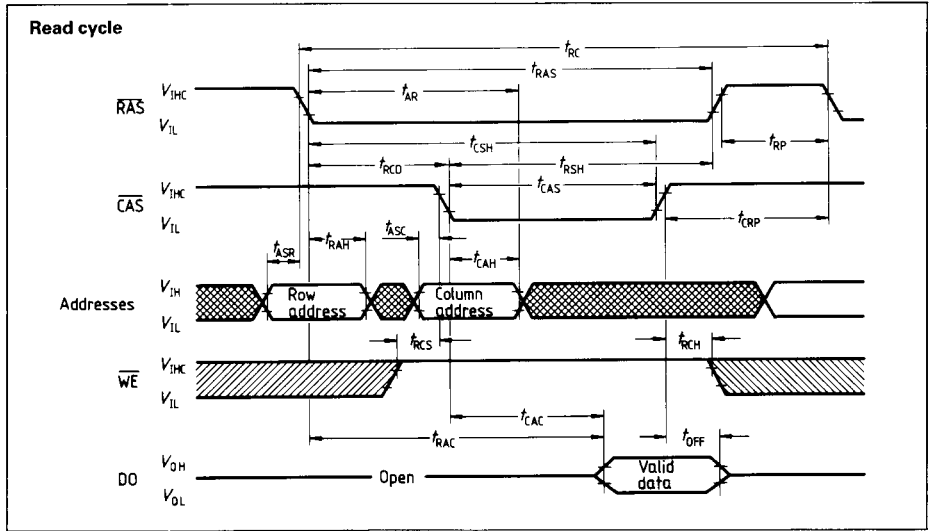 Read cycle
tRC
tRAS
tAR
RAS VIHC
VIL
tCSH
tRP
tRCD tRSH
CAS VIHC
VIL
tCAS
tCRP
tASR tRAH tASC
tCAH
Addresses VIH
VIL
Row address
Column address
tRCS tRCH
WE VIHC
VIL
tCAC
tRAC tOFF
DO VOH
VOL
Open
Valid data